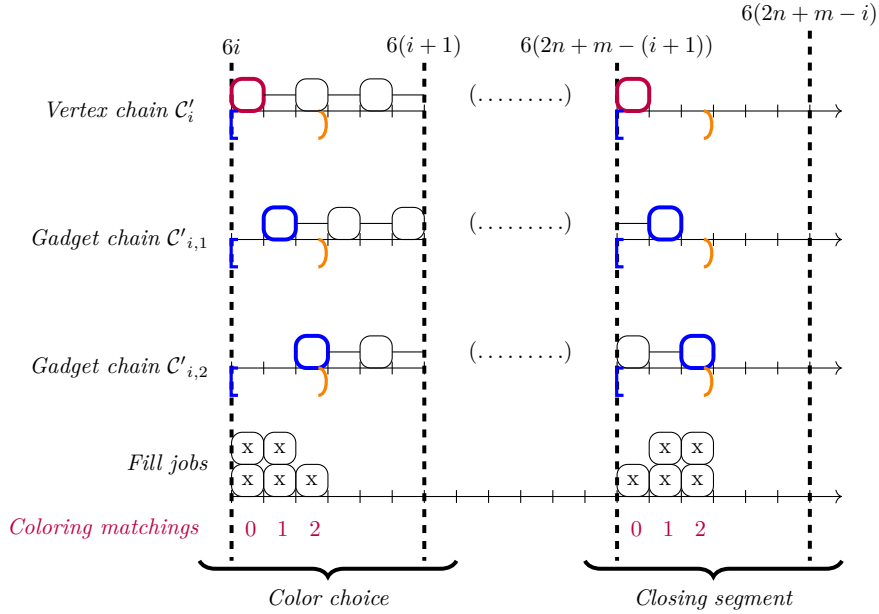 6(2n + m − i)
6i 6(i + 1) 6(2n + m − (i + 1))
Vertex chain 𝒞′ᵢ (.........)
Gadget chain 𝒞′ᵢ,₁ (.........)
Gadget chain 𝒞′ᵢ,₂ (.........)
x x x x
Fill jobs
x x x x x x
Coloring matchings 0 1 2 0 1 2
Color choice Closing segment